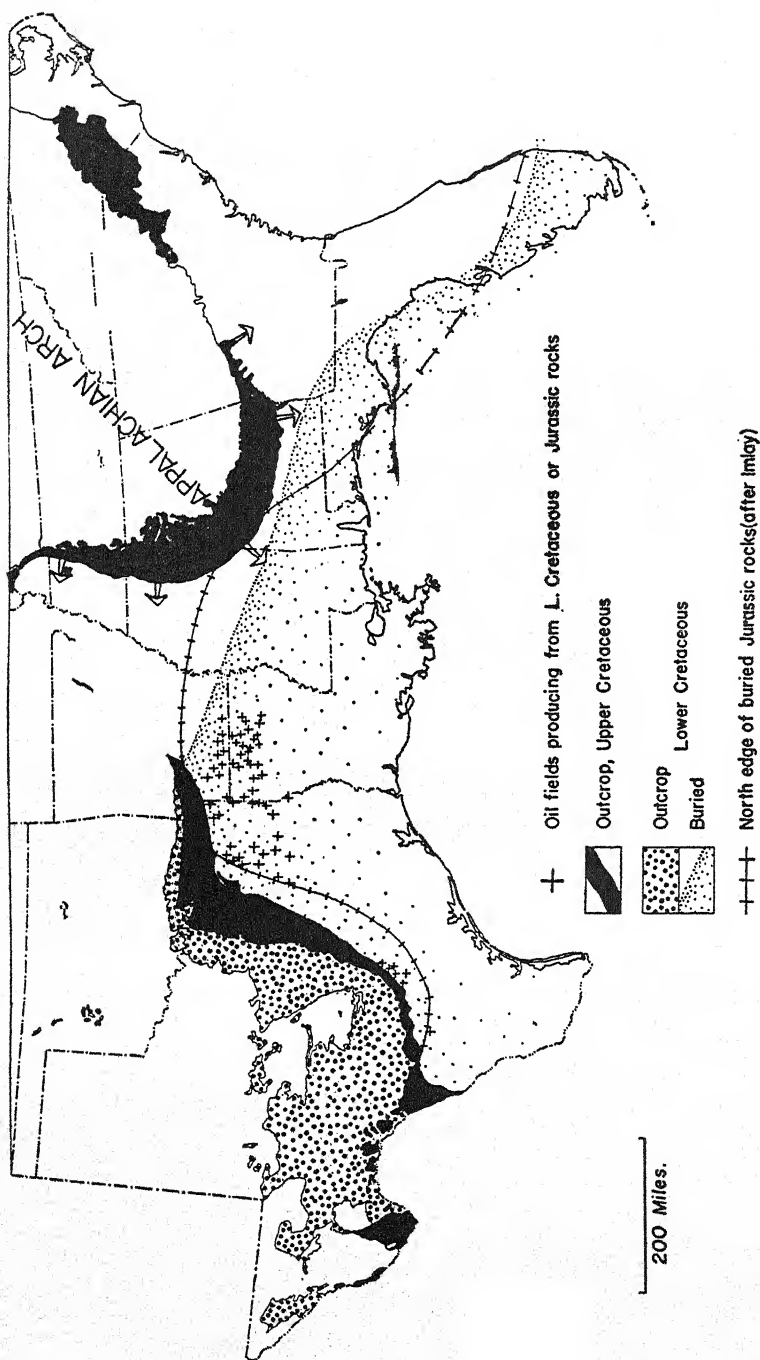 APPALACHIAN ARCH
Oil fields producing from L. Cretaceous or Jurassic rocks
Outcrop, Upper Cretaceous
Outcrop
Lower Cretaceous
Buried
North edge of buried Jurassic rocks(after Imlay)
200 Miles.